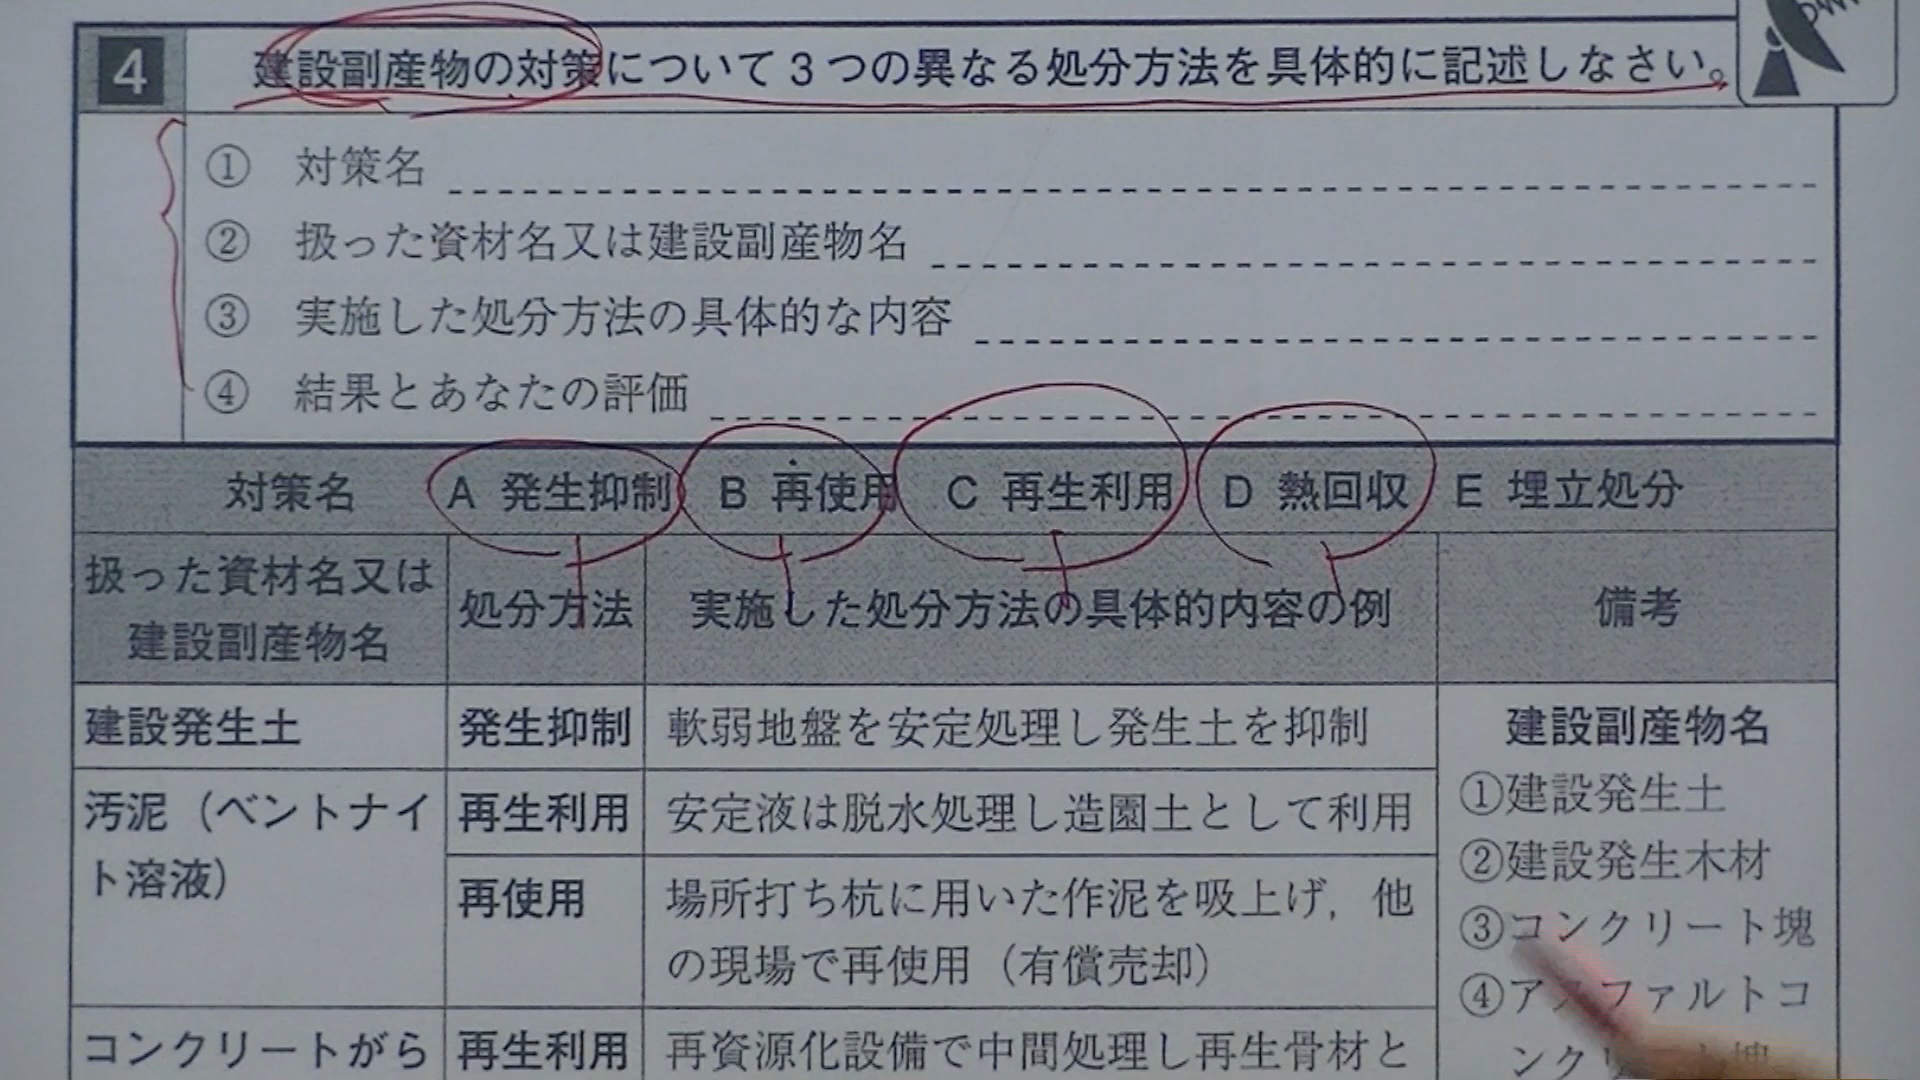 4 建設副産物の対策について3つの異なる処分方法を具体的に記述しなさい。
① 対策名
② 扱った資材名又は建設副産物名
③ 実施した処分方法の具体的な内容
④ 結果とあなたの評価
対策名 A 発生抑制 B 再使用 C 再生利用 D 熱回収 E 埋立処分
扱った資材名又は
建設副産物名
処分方法
実施した処分方法の具体的内容の例
備考
建設発生土
発生抑制
軟弱地盤を安定処理し発生土を抑制
汚泥（ベントナイ
ト溶液）
再生利用
安定液は脱水処理し造園土として利用
再使用
場所打ち杭に用いた作泥を吸上げ，他
の現場で再使用（有償売却）
コンクリートがら
再生利用
再資源化設備で中間処理し再生骨材と
建設副産物名
①建設発生土
②建設発生木材
③コンクリート塊
④アスファルトコ